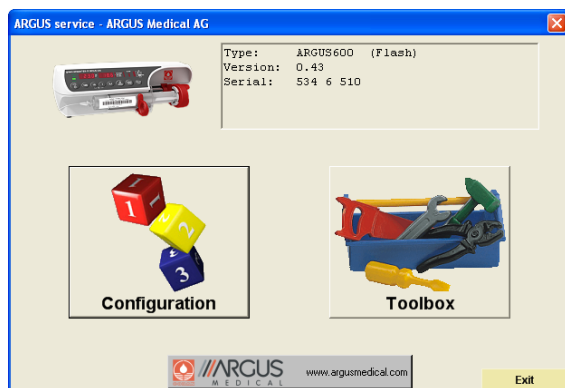 ARGUS service - ARGUS Medical AG
Type: ARGUS600 (Flash)
Version: 0.43
Serial: 534 6 510
1
1
2
3
Configuration
Toolbox
ARGUS
MEDICAL
www.argusmedical.com
Exit